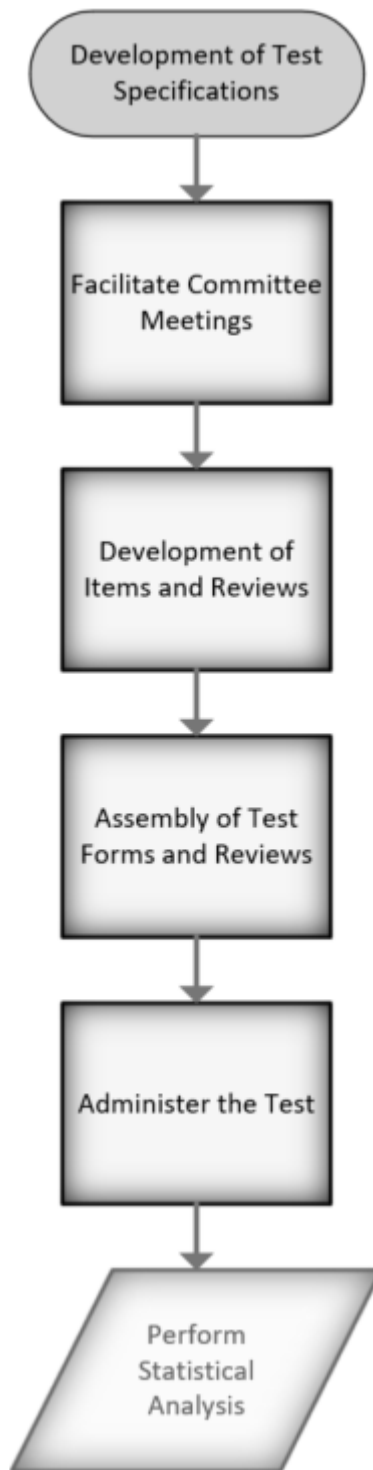 Development of Test
Specifications
Facilitate Committee
Meetings
Development of
Items and Reviews
Assembly of Test
Forms and Reviews
Administer the Test
Perform
Statistical
Analysis